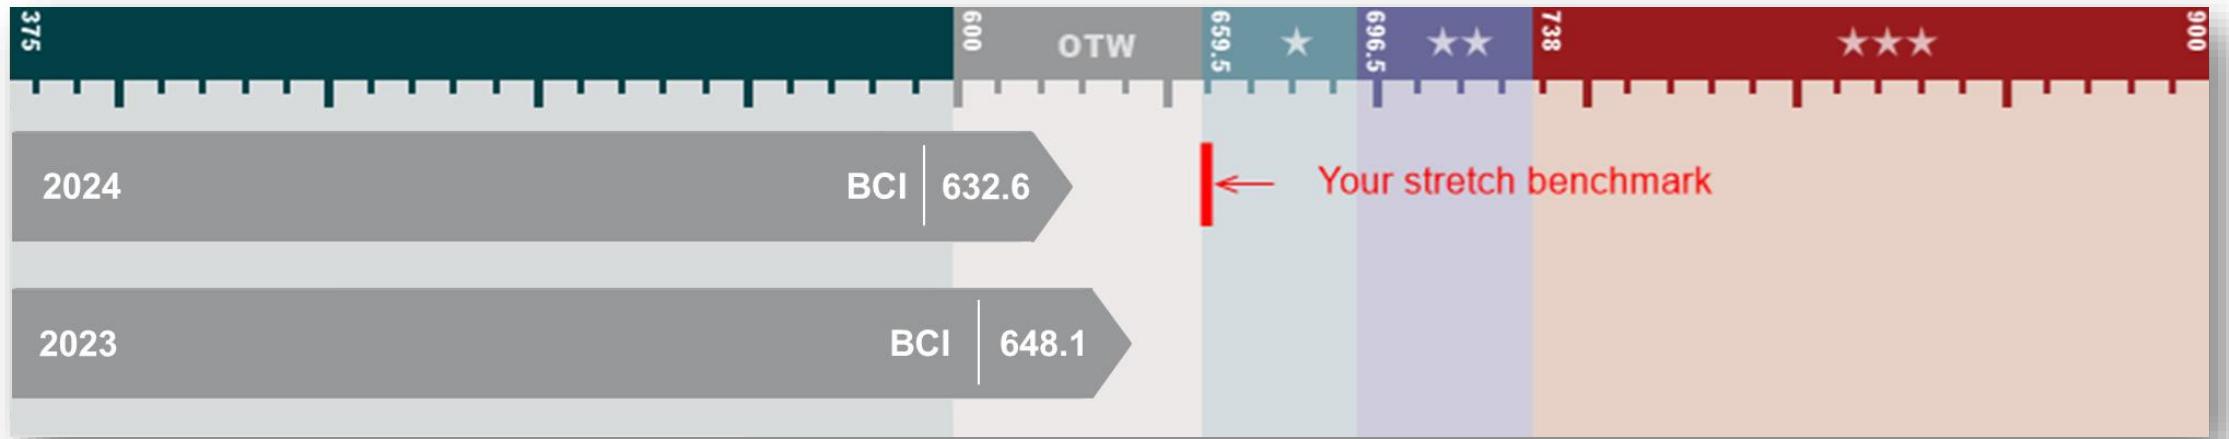 375
600
OTW
659.5
★
696.5
★★
738
★★★
900
2024 BCI 632.6
Your stretch benchmark
2023 BCI 648.1